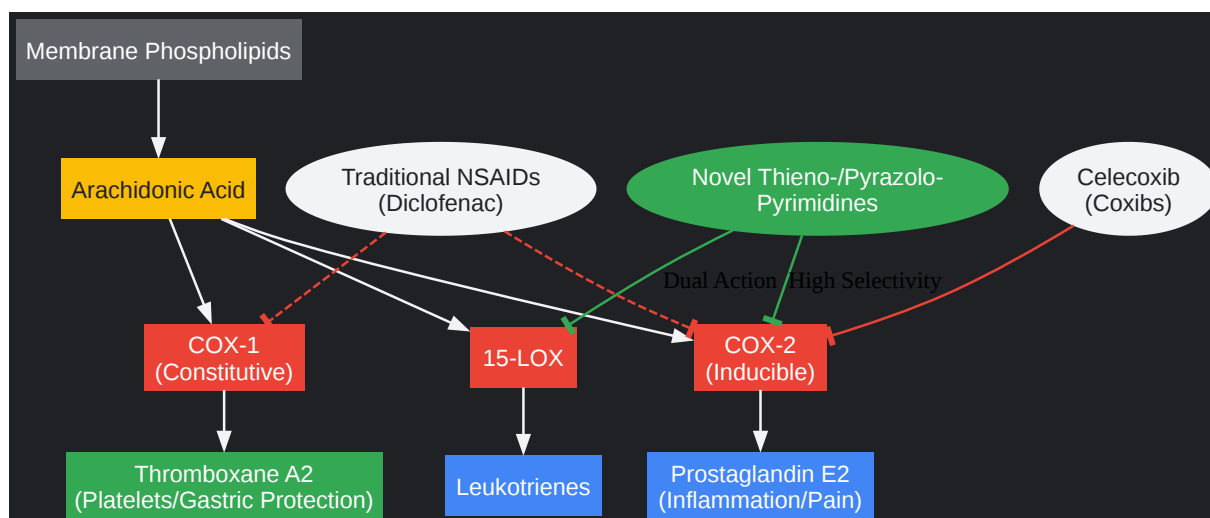 Membrane Phospholipids
Arachidonic Acid
Traditional NSAIDs
(Diclofenac)
Novel Thieno-/Pyrazolo-
Pyrimidines
Celecoxib
(Coxibs)
Dual Action
High Selectivity
COX-1
(Constitutive)
15-LOX
COX-2
(Inducible)
Thromboxane A2
(Platelets/Gastric Protection)
Leukotrienes
Prostaglandin E2
(Inflammation/Pain)